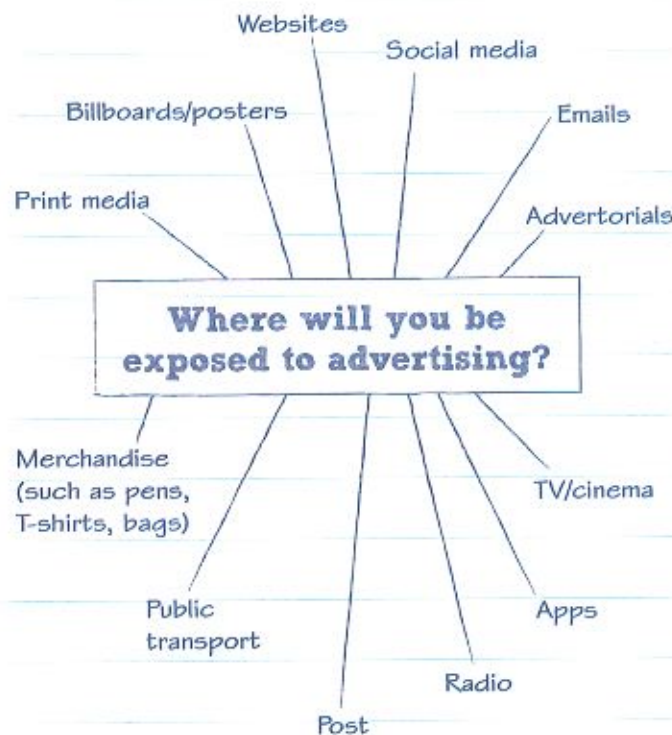 Websites
Social media
Billboards/posters
Emails
Print media
Advertorials
Where will you be
exposed to advertising?
Merchandise
(such as pens,
T-shirts, bags)
TV/cinema
Public
transport
Apps
Radio
Post